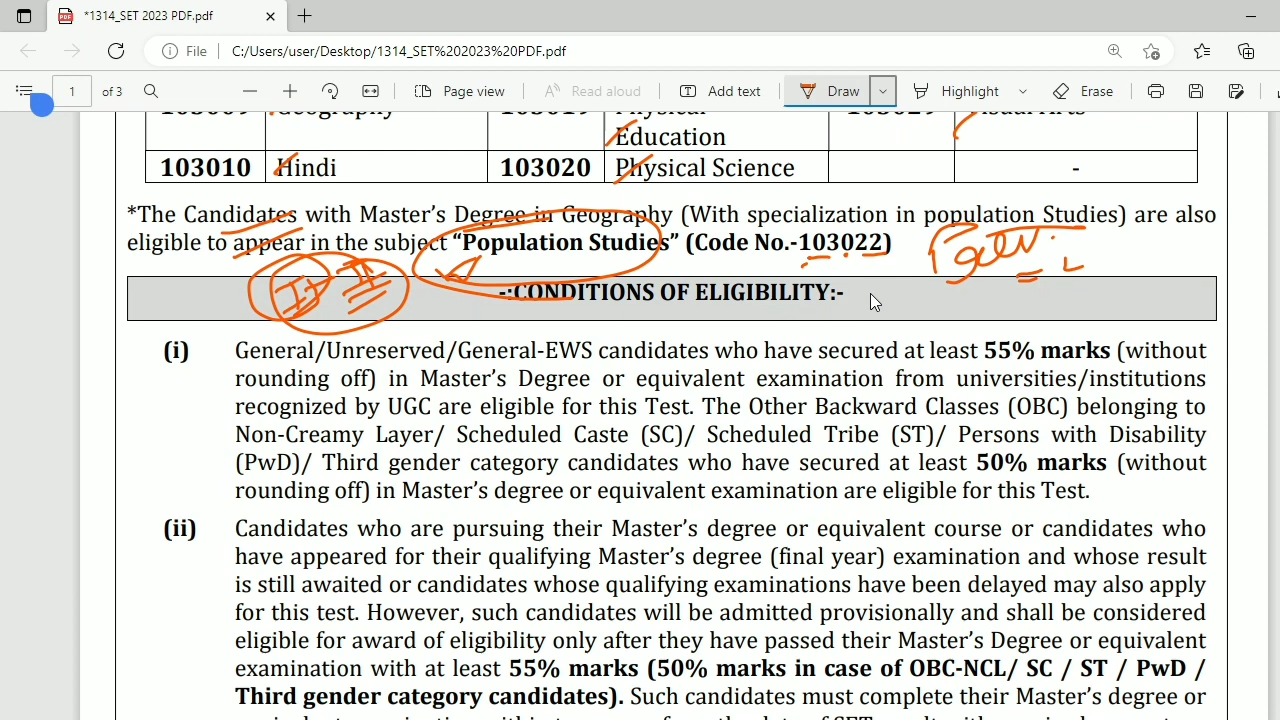 *1314_SET 2023 PDF.pdf
File C:/Users/user/Desktop/1314_SET%202023%20PDF.pdf
1 of 3 Page view Read aloud Add text Draw Highlight Erase
103009 Geography 103019 Physical 103029 Visual Arts
Education
103010 Hindi 103020 Physical Science -
*The Candidates with Master’s Degree in Geography (With specialization in population Studies) are also
eligible to appear in the subject “Population Studies” (Code No.-103022)
-:CONDITIONS OF ELIGIBILITY:-
(i) General/Unreserved/General-EWS candidates who have secured at least 55% marks (without
rounding off) in Master’s Degree or equivalent examination from universities/institutions
recognized by UGC are eligible for this Test. The Other Backward Classes (OBC) belonging to
Non-Creamy Layer/ Scheduled Caste (SC)/ Scheduled Tribe (ST)/ Persons with Disability
(PwD)/ Third gender category candidates who have secured at least 50% marks (without
rounding off) in Master’s degree or equivalent examination are eligible for this Test.
(ii) Candidates who are pursuing their Master’s degree or equivalent course or candidates who
have appeared for their qualifying Master’s degree (final year) examination and whose result
is still awaited or candidates whose qualifying examinations have been delayed may also apply
for this test. However, such candidates will be admitted provisionally and shall be considered
eligible for award of eligibility only after they have passed their Master’s Degree or equivalent
examination with at least 55% marks (50% marks in case of OBC-NCL/ SC / ST / PwD /
Third gender category candidates). Such candidates must complete their Master’s degree or